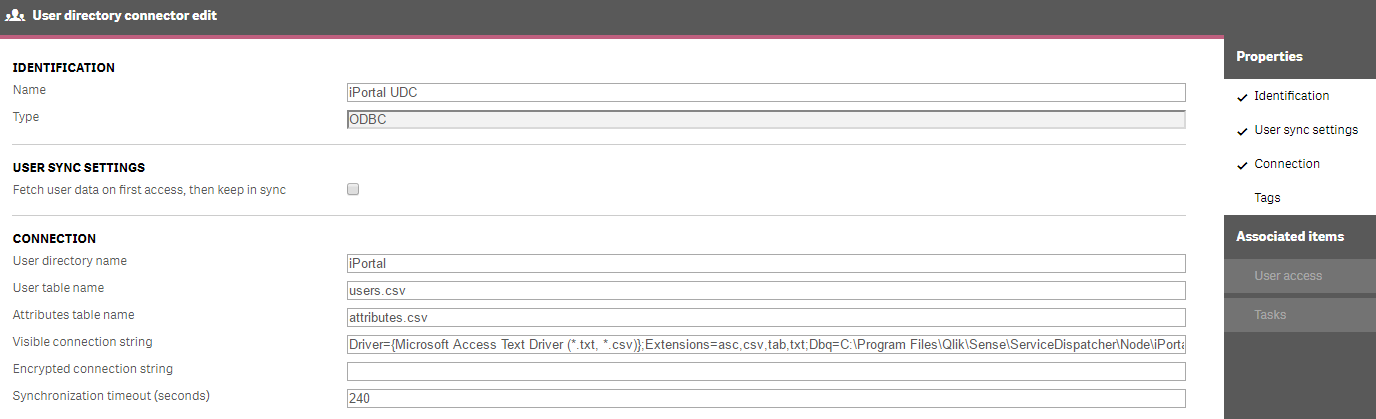 User directory connector edit
IDENTIFICATION
Name iPortal UDC
Type ODBC
USER SYNC SETTINGS
Fetch user data on first access, then keep in sync
CONNECTION
User directory name iPortal
User table name users.csv
Attributes table name attributes.csv
Visible connection string Driver={Microsoft Access Text Driver (*.txt, *.csv)};Extensions=asc,csv,tab,txt;Dbq=C:\Program Files\Qlik\Sense\ServiceDispatcher\Node\iPorta
Encrypted connection string
Synchronization timeout (seconds) 240
Properties
Identification
User sync settings
Connection
Tags
Associated items
User access
Tasks